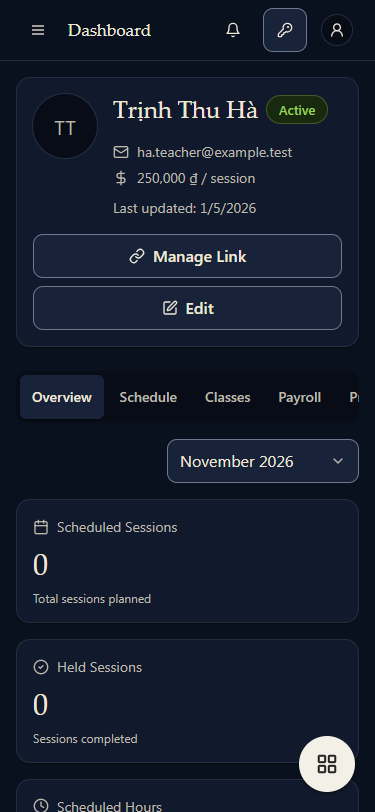 Dashboard
TT
Trịnh Thu Hà
Active
ha.teacher@example.test
250,000 ₫ / session
Last updated: 1/5/2026
Manage Link
Edit
Overview Schedule Classes Payroll
November 2026
Scheduled Sessions
0
Total sessions planned
Held Sessions
0
Sessions completed
Scheduled Hours